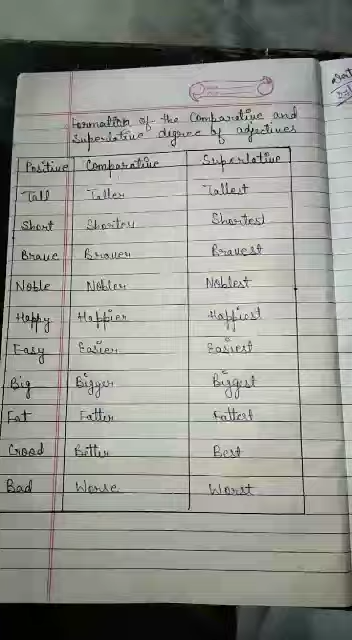 Formation of the Comparative and
Superlative degree of adjectives
Positive Comparative Superlative
Tall Taller Tallest
Short Shorter Shortest
Brave Braver Bravest
Noble Nobler Noblest
Happy Happier Happiest
Easy Easier Easiest
Big Bigger Biggest
Fat Fatter Fattest
Good Better Best
Bad Worse Worst